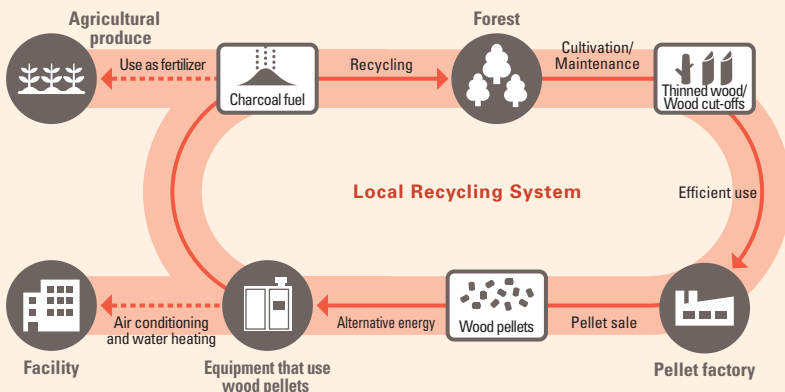 Agricultural
produce
Forest
Use as fertilizer
Charcoal fuel
Recycling
Cultivation/
Maintenance
Thinned wood/
Wood cut-offs
Local Recycling System
Efficient use
Air conditioning
and water heating
Alternative energy
Wood pellets
Pellet sale
Facility
Equipment that use
wood pellets
Pellet factory